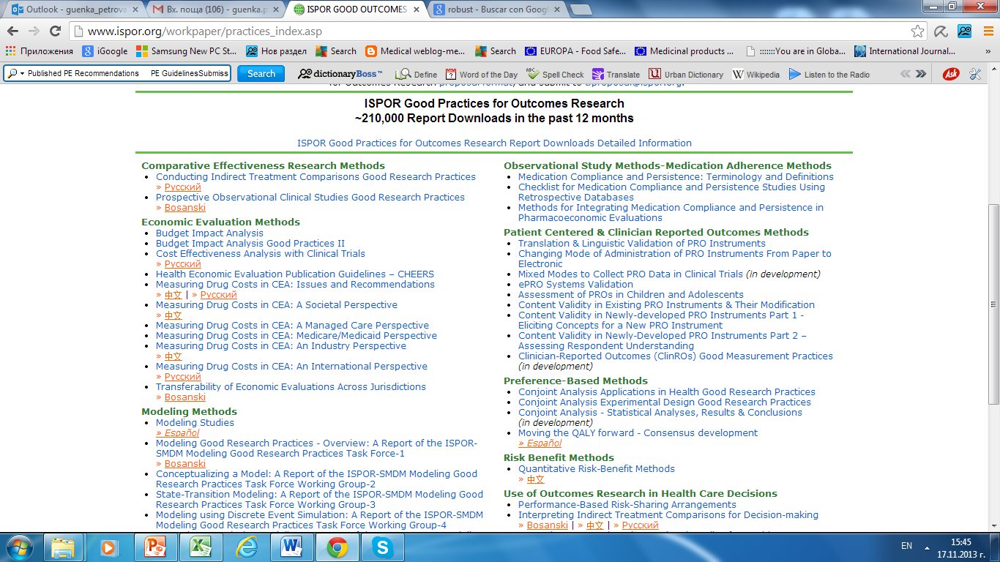 Outlook - guenka_petrova
Вх. поща (106) - guenka.p
ISPOR GOOD OUTCOMES
robust - Buscar con Googl
www.ispor.org/workpaper/practices_index.asp
Приложения
iGoogle
Samsung New PC St...
Нов раздел
Search
Medical weblog-me...
Search
EUROPA - Food Safe...
Medicinal products ...
:::::::You are in Globa...
International Journal...
»
Published PE Recommendations PE GuidelinesSubmiss
Search
dictionaryBoss™
Define
Word of the Day
Spell Check
Translate
Urban Dictionary
Wikipedia
Listen to the Radio
Ask
for Outcomes Research proposal format, and submit to tfproposal@ispor.org.
ISPOR Good Practices for Outcomes Research
~210,000 Report Downloads in the past 12 months
ISPOR Good Practices for Outcomes Research Report Downloads Detailed Information
Comparative Effectiveness Research Methods
• Conducting Indirect Treatment Comparisons Good Research Practices
» Русский
• Prospective Observational Clinical Studies Good Research Practices
» Bosanski
Economic Evaluation Methods
• Budget Impact Analysis
• Budget Impact Analysis Good Practices II
• Cost Effectiveness Analysis with Clinical Trials
» Русский
• Health Economic Evaluation Publication Guidelines – CHEERS
• Measuring Drug Costs in CEA: Issues and Recommendations
» 中文 | » Русский
• Measuring Drug Costs in CEA: A Societal Perspective
» 中文
• Measuring Drug Costs in CEA: A Managed Care Perspective
• Measuring Drug Costs in CEA: Medicare/Medicaid Perspective
• Measuring Drug Costs in CEA: An Industry Perspective
» 中文
• Measuring Drug Costs in CEA: An International Perspective
» Русский
• Transferability of Economic Evaluations Across Jurisdictions
» Bosanski
Modeling Methods
• Modeling Studies
» Español
• Modeling Good Research Practices - Overview: A Report of the ISPOR-
SMDM Modeling Good Research Practices Task Force-1
» Bosanski
• Conceptualizing a Model: A Report of the ISPOR-SMDM Modeling Good
Research Practices Task Force Working Group-2
• State-Transition Modeling: A Report of the ISPOR-SMDM Modeling Good
Research Practices Task Force Working Group-3
• Modeling using Discrete Event Simulation: A Report of the ISPOR-SMDM
Modeling Good Research Practices Task Force Working Group-4
Observational Study Methods-Medication Adherence Methods
• Medication Compliance and Persistence: Terminology and Definitions
• Checklist for Medication Compliance and Persistence Studies Using
Retrospective Databases
• Methods for Integrating Medication Compliance and Persistence in
Pharmacoeconomic Evaluations
Patient Centered & Clinician Reported Outcomes Methods
• Translation & Linguistic Validation of PRO Instruments
• Changing Mode of Administration of PRO Instruments From Paper to
Electronic
• Mixed Modes to Collect PRO Data in Clinical Trials (in development)
• ePRO Systems Validation
• Assessment of PROs in Children and Adolescents
• Content Validity in Existing PRO Instruments & Their Modification
• Content Validity in Newly-developed PRO Instruments Part 1 -
Eliciting Concepts for a New PRO Instrument
• Content Validity in Newly-Developed PRO Instruments Part 2 –
Assessing Respondent Understanding
• Clinician-Reported Outcomes (ClinROs) Good Measurement Practices
(in development)
Preference-Based Methods
• Conjoint Analysis Applications in Health Good Research Practices
• Conjoint Analysis Experimental Design Good Research Practices
• Conjoint Analysis - Statistical Analyses, Results & Conclusions
(in development)
• Moving the QALY forward - Consensus development
» Español
Risk Benefit Methods
• Quantitative Risk-Benefit Methods
» 中文
Use of Outcomes Research in Health Care Decisions
• Performance-Based Risk-Sharing Arrangements
• Interpreting Indirect Treatment Comparisons for Decision-making
» Bosanski | » 中文 | » Русский
EN
15:45
17.11.2013 г.